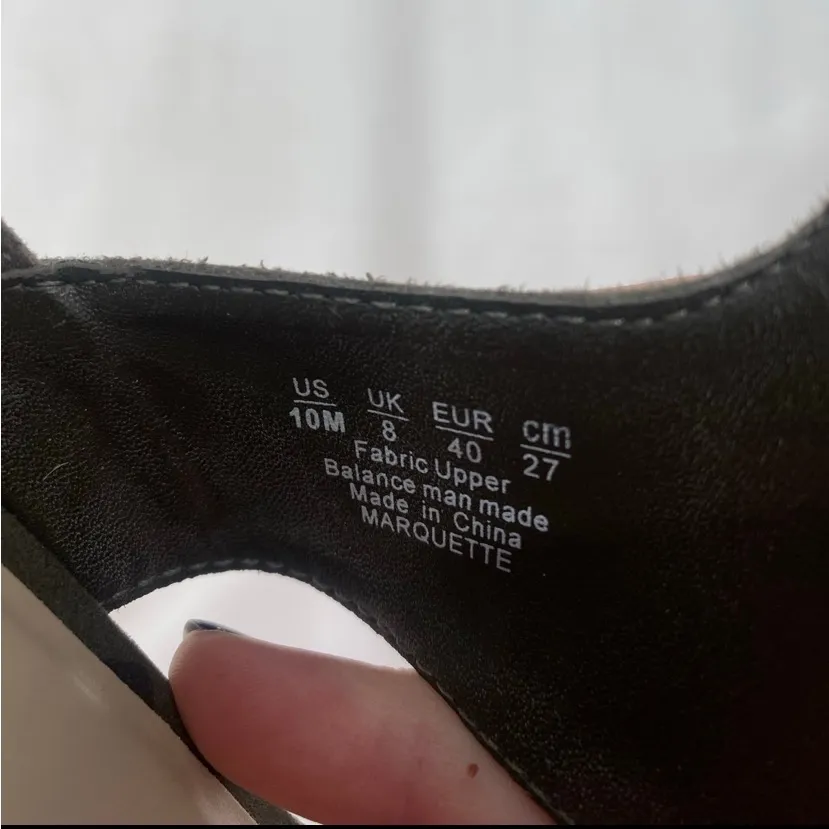 US UK EUR cm
10M 8 40 27
Fabric Upper
Balance man made
Made in China
MARQUETTE